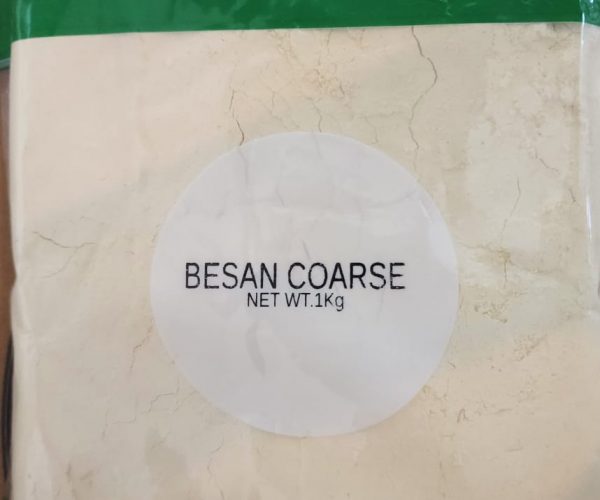 BESAN COARSE
NET WT.1Kg